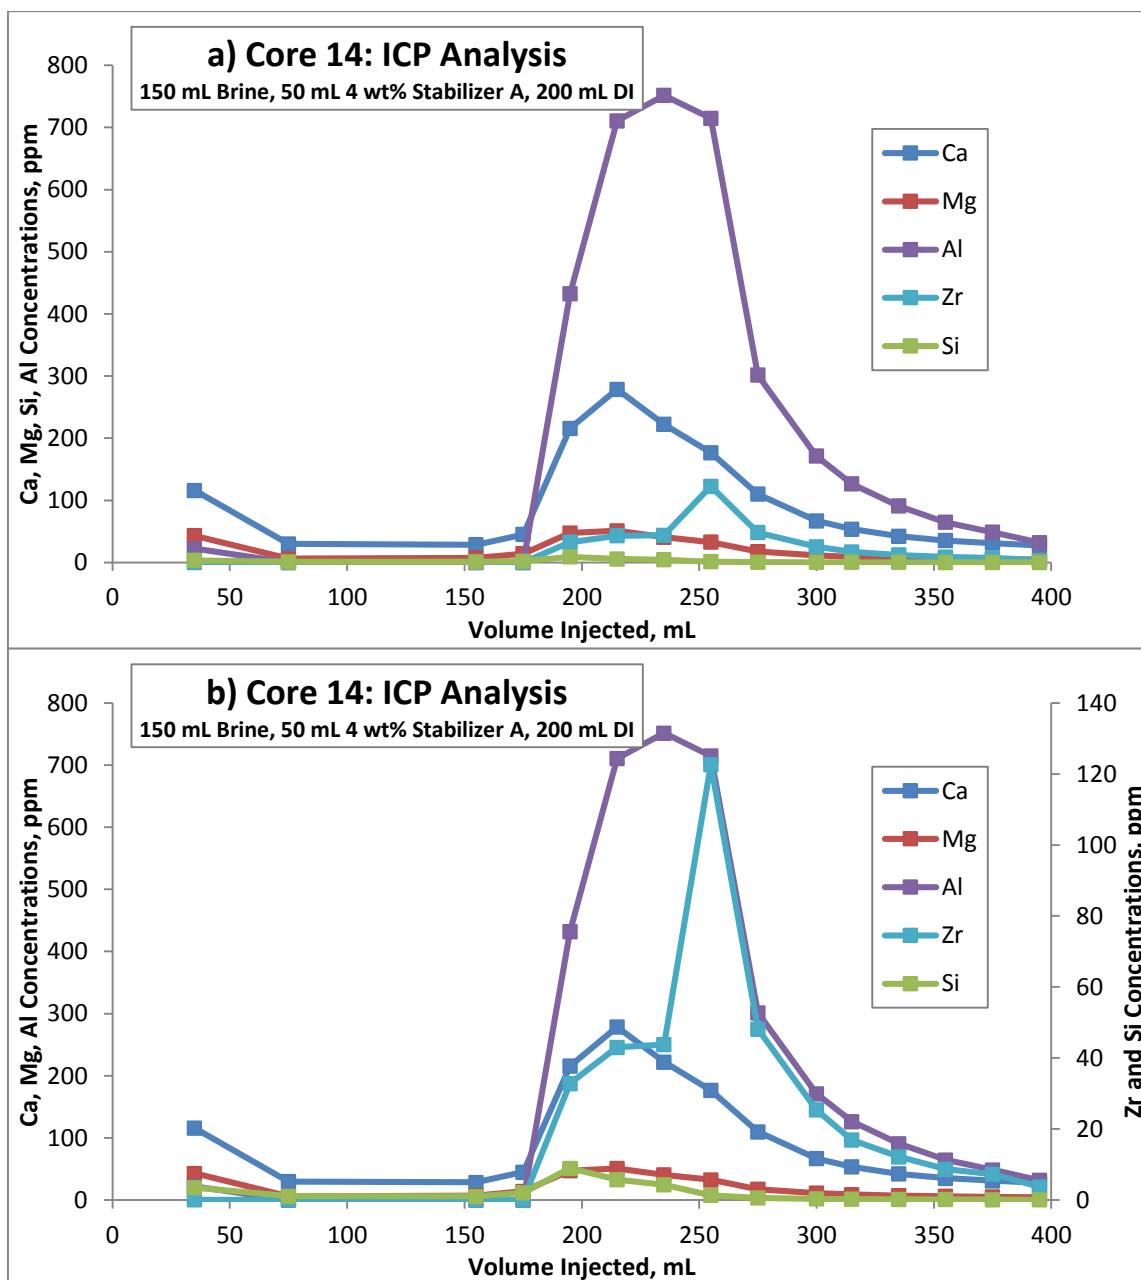 a) Core 14: ICP Analysis
150 mL Brine, 50 mL 4 wt% Stabilizer A, 200 mL DI
Ca, Mg, Si, Al Concentrations, ppm
800
700
600
500
400
300
200
100
0
Ca
Mg
Al
Zr
Si
0 50 100 150 200 250 300 350 400
Volume Injected, mL
b) Core 14: ICP Analysis
150 mL Brine, 50 mL 4 wt% Stabilizer A, 200 mL DI
Ca, Mg, Al Concentrations, ppm
800
700
600
500
400
300
200
100
0
Ca
Mg
Al
Zr
Si
140
120
100
80
60
40
20
0
Zr and Si Concentrations, ppm
0 50 100 150 200 250 300 350 400
Volume Injected, mL